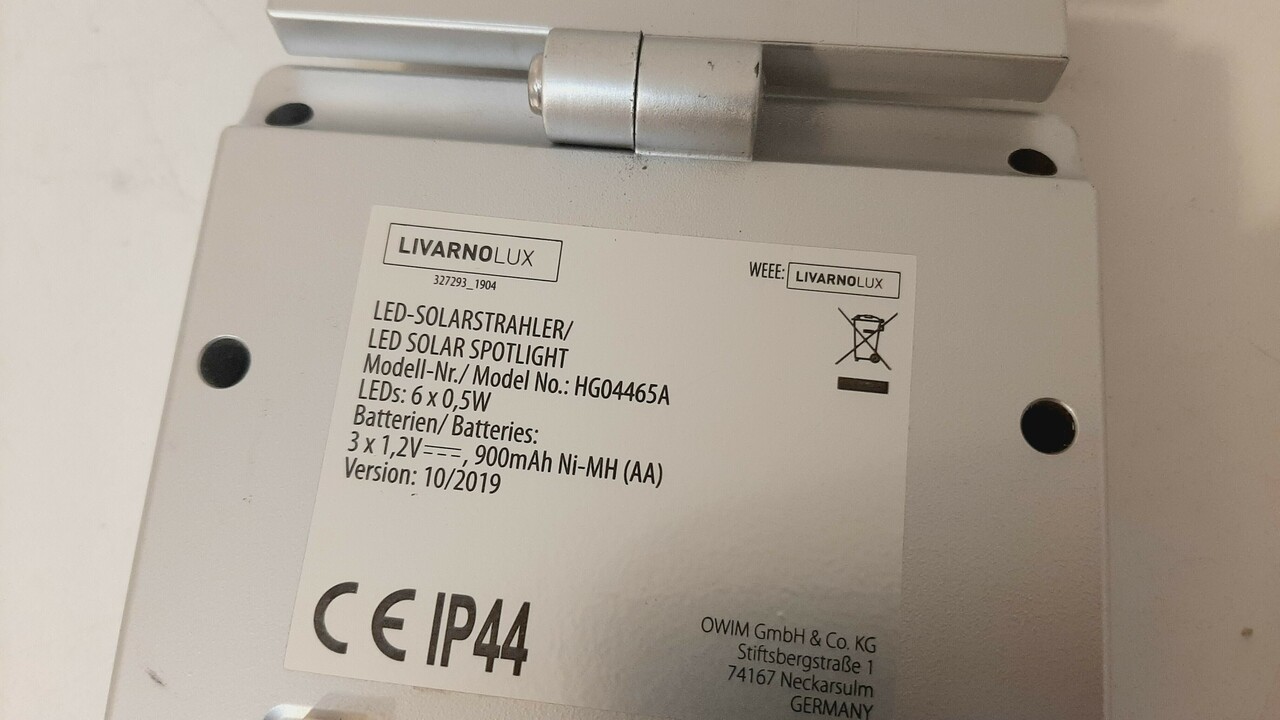 LIVARNOLUX
327293_1904
WEEE: LIVARNOLUX
LED-SOLARSTRAHLER/
LED SOLAR SPOTLIGHT
Modell-Nr./ Model No.: HG04465A
LEDs: 6 x 0,5W
Batterien/ Batteries:
3 x 1,2V⎓, 900mAh Ni-MH (AA)
Version: 10/2019
CE IP44
OWIM GmbH & Co. KG
Stiftsbergstraße 1
74167 Neckarsulm
GERMANY